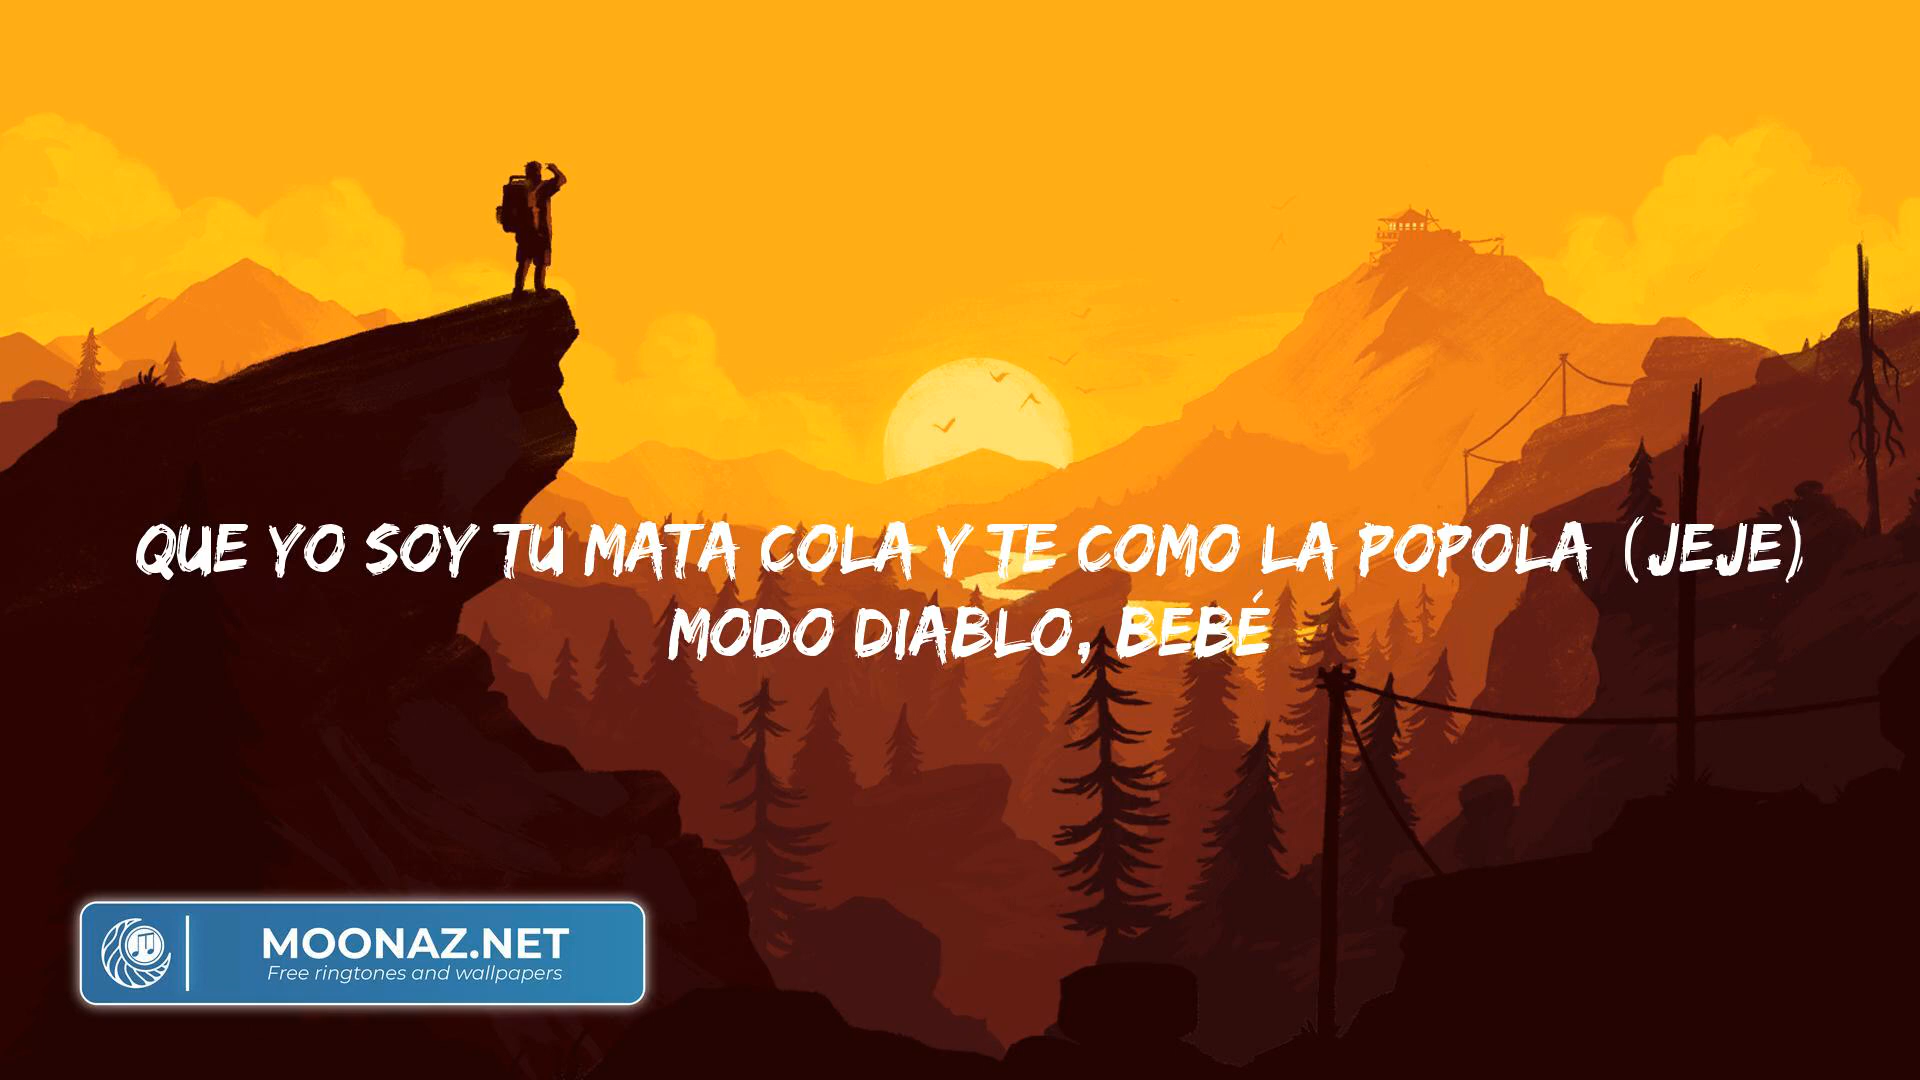 QUE YO SOY TU MATA COLA Y TE COMO LA POPOLA (JEJE)
MODO DIABLO, BEBÉ
MOONAZ.NET
Free ringtones and wallpapers